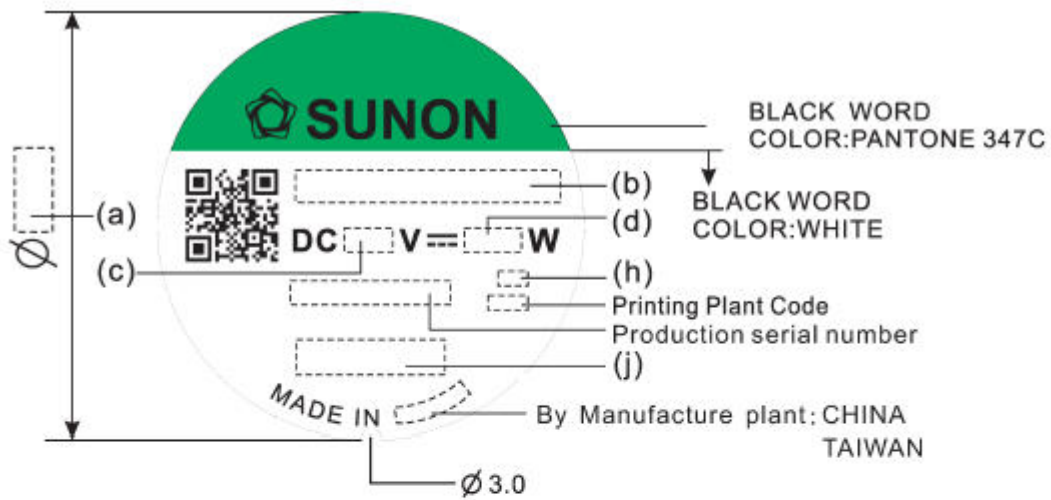 SUNON
BLACK WORD
COLOR:PANTONE 347C
(a)
(b)
BLACK WORD
COLOR:WHITE
DC V ⎓ W
(d)
(c)
(h)
Printing Plant Code
Production serial number
(j)
MADE IN
By Manufacture plant: CHINA
TAIWAN
Ø
Ø 3.0